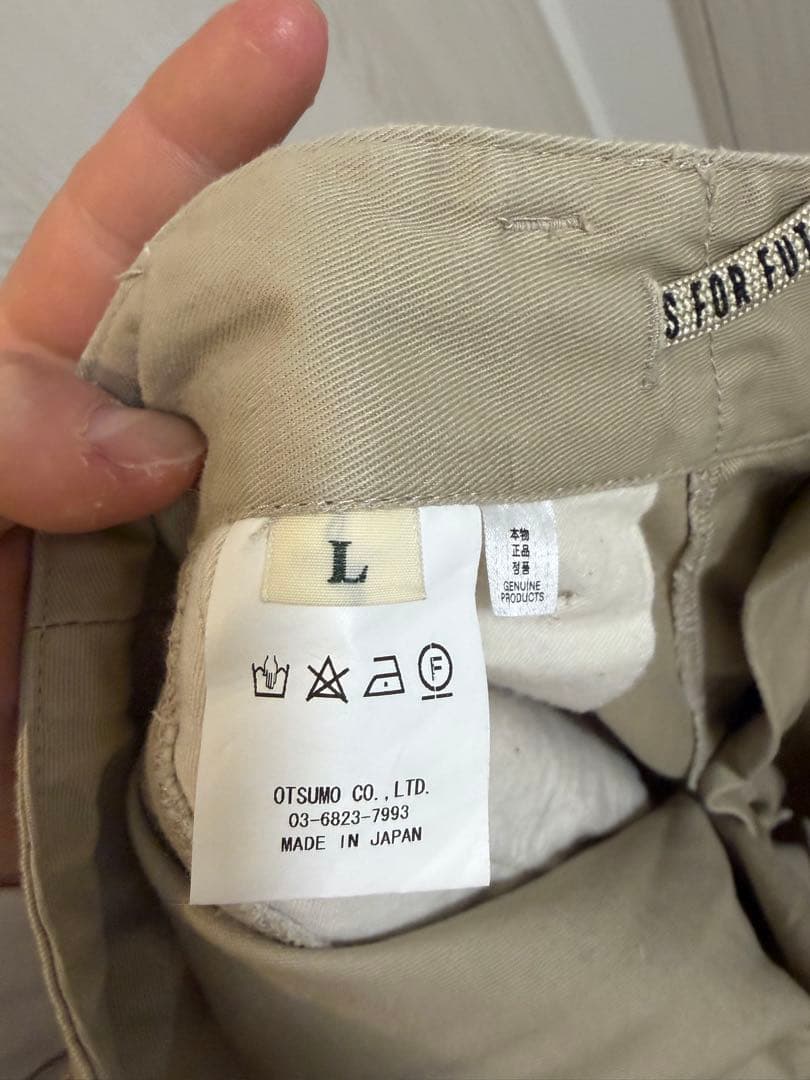 S FOR FUT
L
本物
正品
정품
GENUINE
PRODUCTS
F
OTSUMO CO.,LTD.
03-6823-7993
MADE IN JAPAN